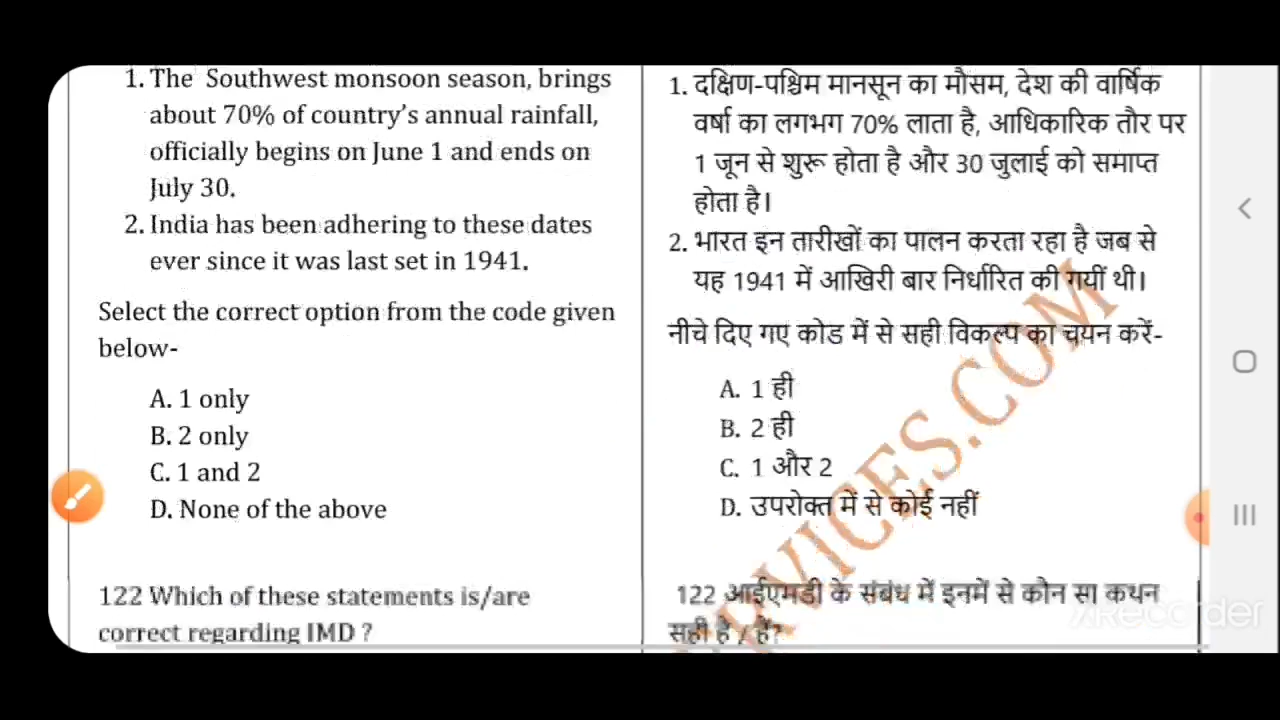 1. The Southwest monsoon season, brings
about 70% of country's annual rainfall,
officially begins on June 1 and ends on
July 30.
2. India has been adhering to these dates
ever since it was last set in 1941.
Select the correct option from the code given
below-
A. 1 only
B. 2 only
C. 1 and 2
D. None of the above
122 Which of these statements is/are
correct regarding IMD ?
1. दक्षिण-पश्चिम मानसून का मौसम, देश की वार्षिक
वर्षा का लगभग 70% लाता है, आधिकारिक तौर पर
1 जून से शुरू होता है और 30 जुलाई को समाप्त
होता है।
2. भारत इन तारीखों का पालन करता रहा है जब से
यह 1941 में आखिरी बार निर्धारित की गयीं थी।
नीचे दिए गए कोड में से सही विकल्प का चयन करें-
A. 1 ही
B. 2 ही
C. 1 और 2
D. उपरोक्त में से कोई नहीं
122 आईएमडी के संबंध में इनमें से कौन सा कथन
सही है / हैं?
RVICES.COM
XRecorder